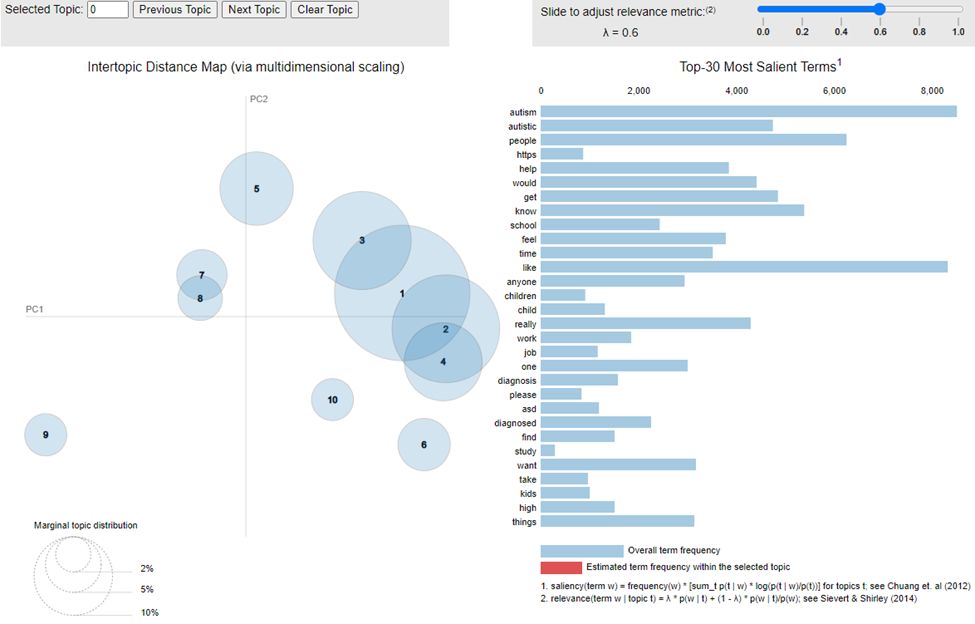 Selected Topic: 0 Previous Topic Next Topic Clear Topic
Slide to adjust relevance metric:(2)
λ = 0.6
0.0 0.2 0.4 0.6 0.8 1.0
Intertopic Distance Map (via multidimensional scaling)
PC2
PC1
5
3
7
8
1
2
4
10
9
6
Marginal topic distribution
2%
5%
10%
Top-30 Most Salient Terms1
0 2,000 4,000 6,000 8,000
autism
autistic
people
https
help
would
get
know
school
feel
time
like
anyone
children
child
really
work
job
one
diagnosis
please
asd
diagnosed
find
study
want
take
kids
high
things
Overall term frequency
Estimated term frequency within the selected topic
1. saliency(term w) = frequency(w) * [sum_t p(t | w) * log(p(t | w)/p(t))] for topics t; see Chuang et. al (2012)
2. relevance(term w | topic t) = λ * p(w | t) + (1 - λ) * p(w | t)/p(w); see Sievert & Shirley (2014)